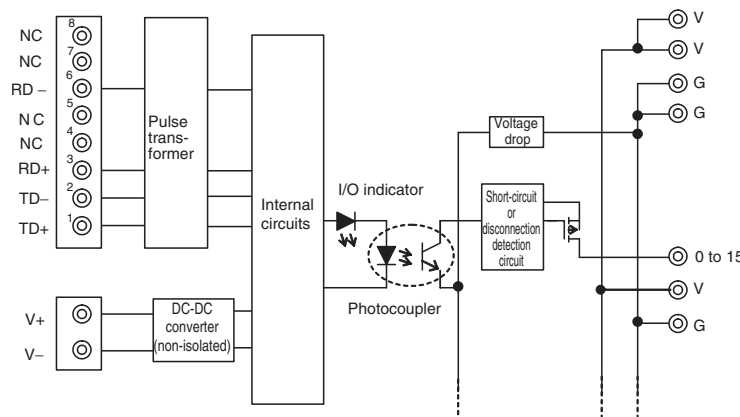 NC 8
NC 7
RD – 6
N C 5
NC 4
RD+ 3
TD– 2
TD+ 1
Pulse
trans-
former
Internal
circuits
I/O indicator
Photocoupler
Voltage
drop
Short-circuit
or
disconnection
detection
circuit
V
V
G
G
0 to 15
V
G
V+
V–
DC-DC
converter
(non-isolated)